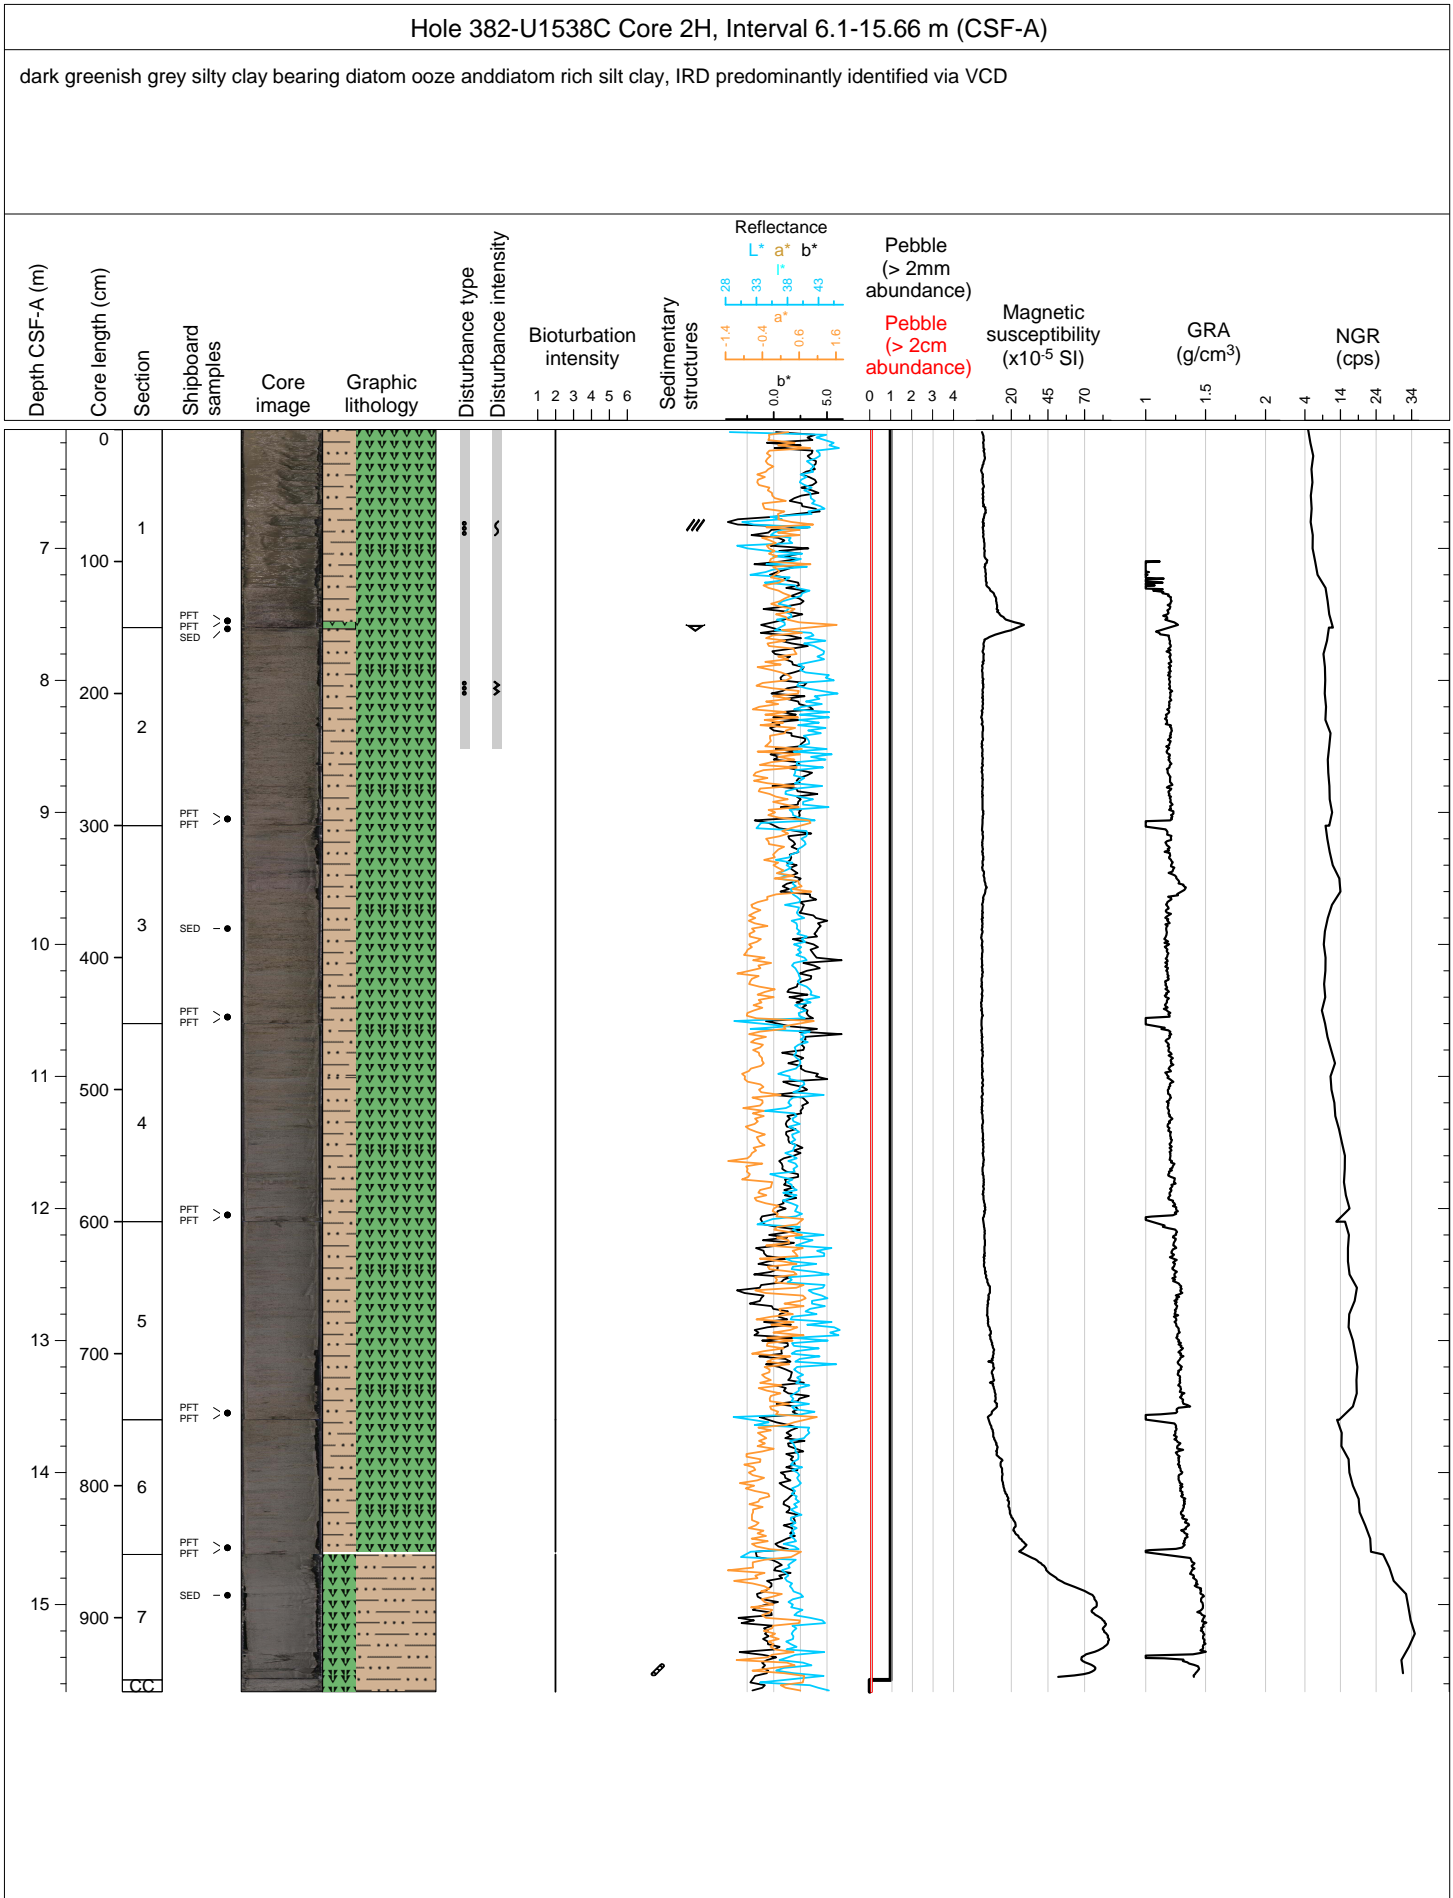 Hole 382-U1538C Core 2H, Interval 6.1-15.66 m (CSF-A)
dark greenish grey silty clay bearing diatom ooze anddiatom rich silt clay, IRD predominantly identified via VCD
Depth CSF-A (m)
Core length (cm)
Section
Shipboard
samples
Core
image
Graphic
lithology
Disturbance type
Disturbance intensity
Bioturbation
intensity
1 2 3 4 5 6
Sedimentary
structures
Reflectance
L* a* b*
l*
28 33 38 43
a*
-1.4 -0.4 0.6 1.6
b*
0.0 5.0
Pebble
(> 2mm
abundance)
Pebble
(> 2cm
abundance)
0 1 2 3 4
Magnetic
susceptibility
(x10-5 SI)
20 45 70
GRA
(g/cm3)
1 1.5 2
NGR
(cps)
4 14 24 34
0
1
7
100
PFT
PFT
SED
8
200
2
9
PFT
PFT
300
3
SED
10
400
PFT
PFT
11
500
4
12
PFT
PFT
600
5
13
700
PFT
PFT
14
800
6
PFT
PFT
SED
15
900
7
CC